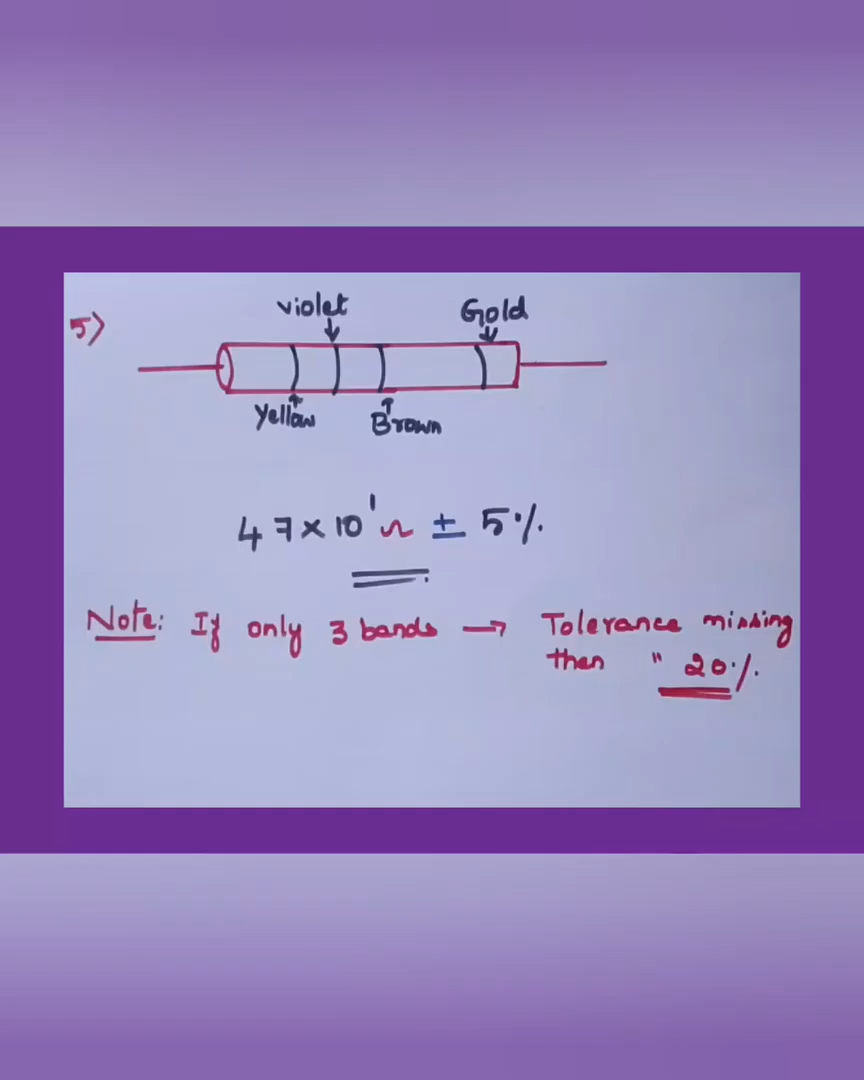 5)
Violet
Gold
Yellow
Brown
47 × 10¹ Ω ± 5%
Note: If only 3 bands → Tolerance missing
then " 20%.